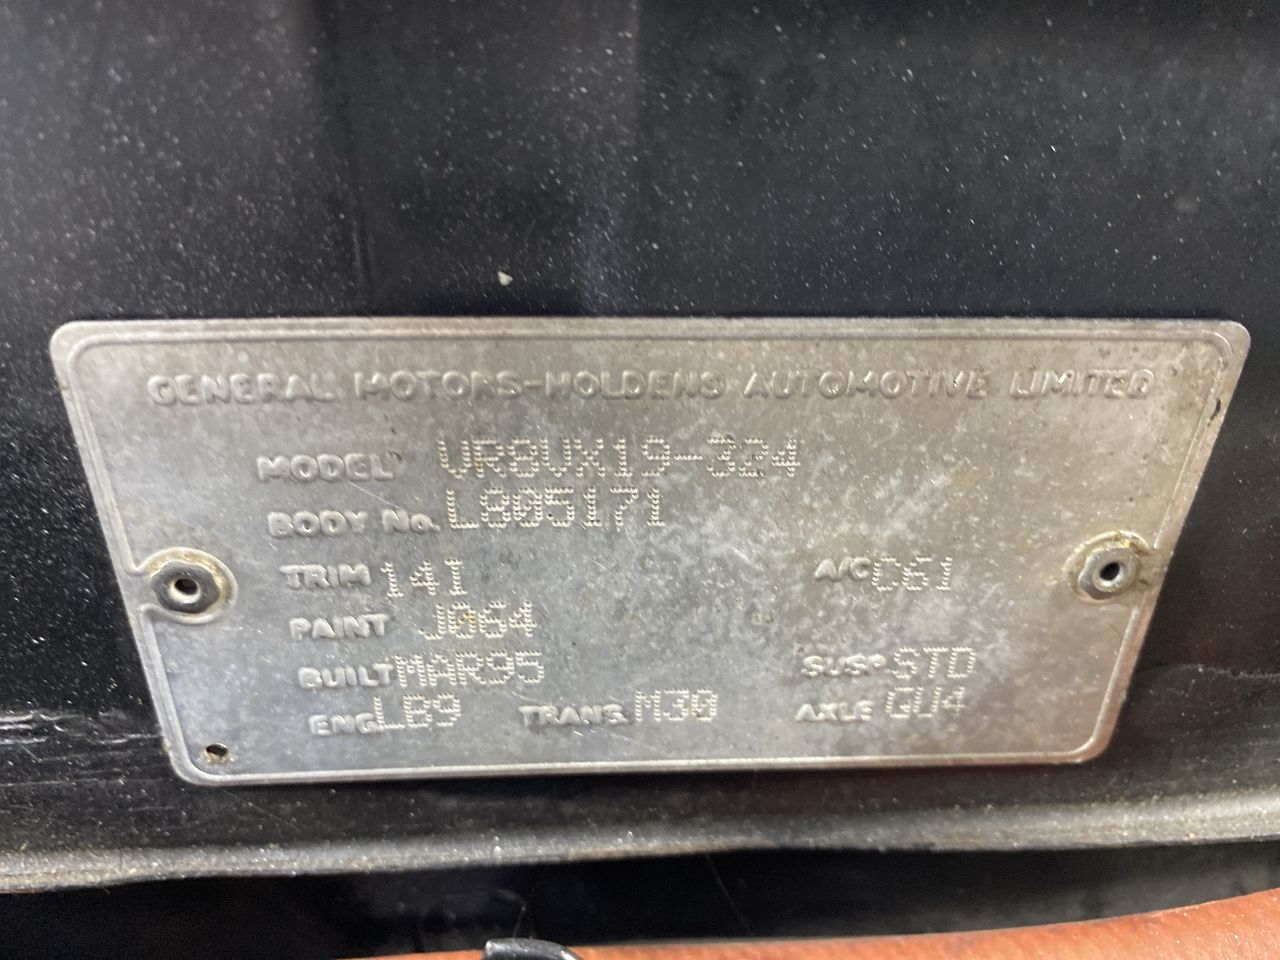 GENERAL MOTORS-HOLDENS AUTOMOTIVE LIMITED
MODEL VR8VX19-324
BODY No. L805171
TRIM 141 A/C C61
PAINT J064
BUILT MAR95 SUSP STD
ENG LB9 TRANS. M30 AXLE GU4